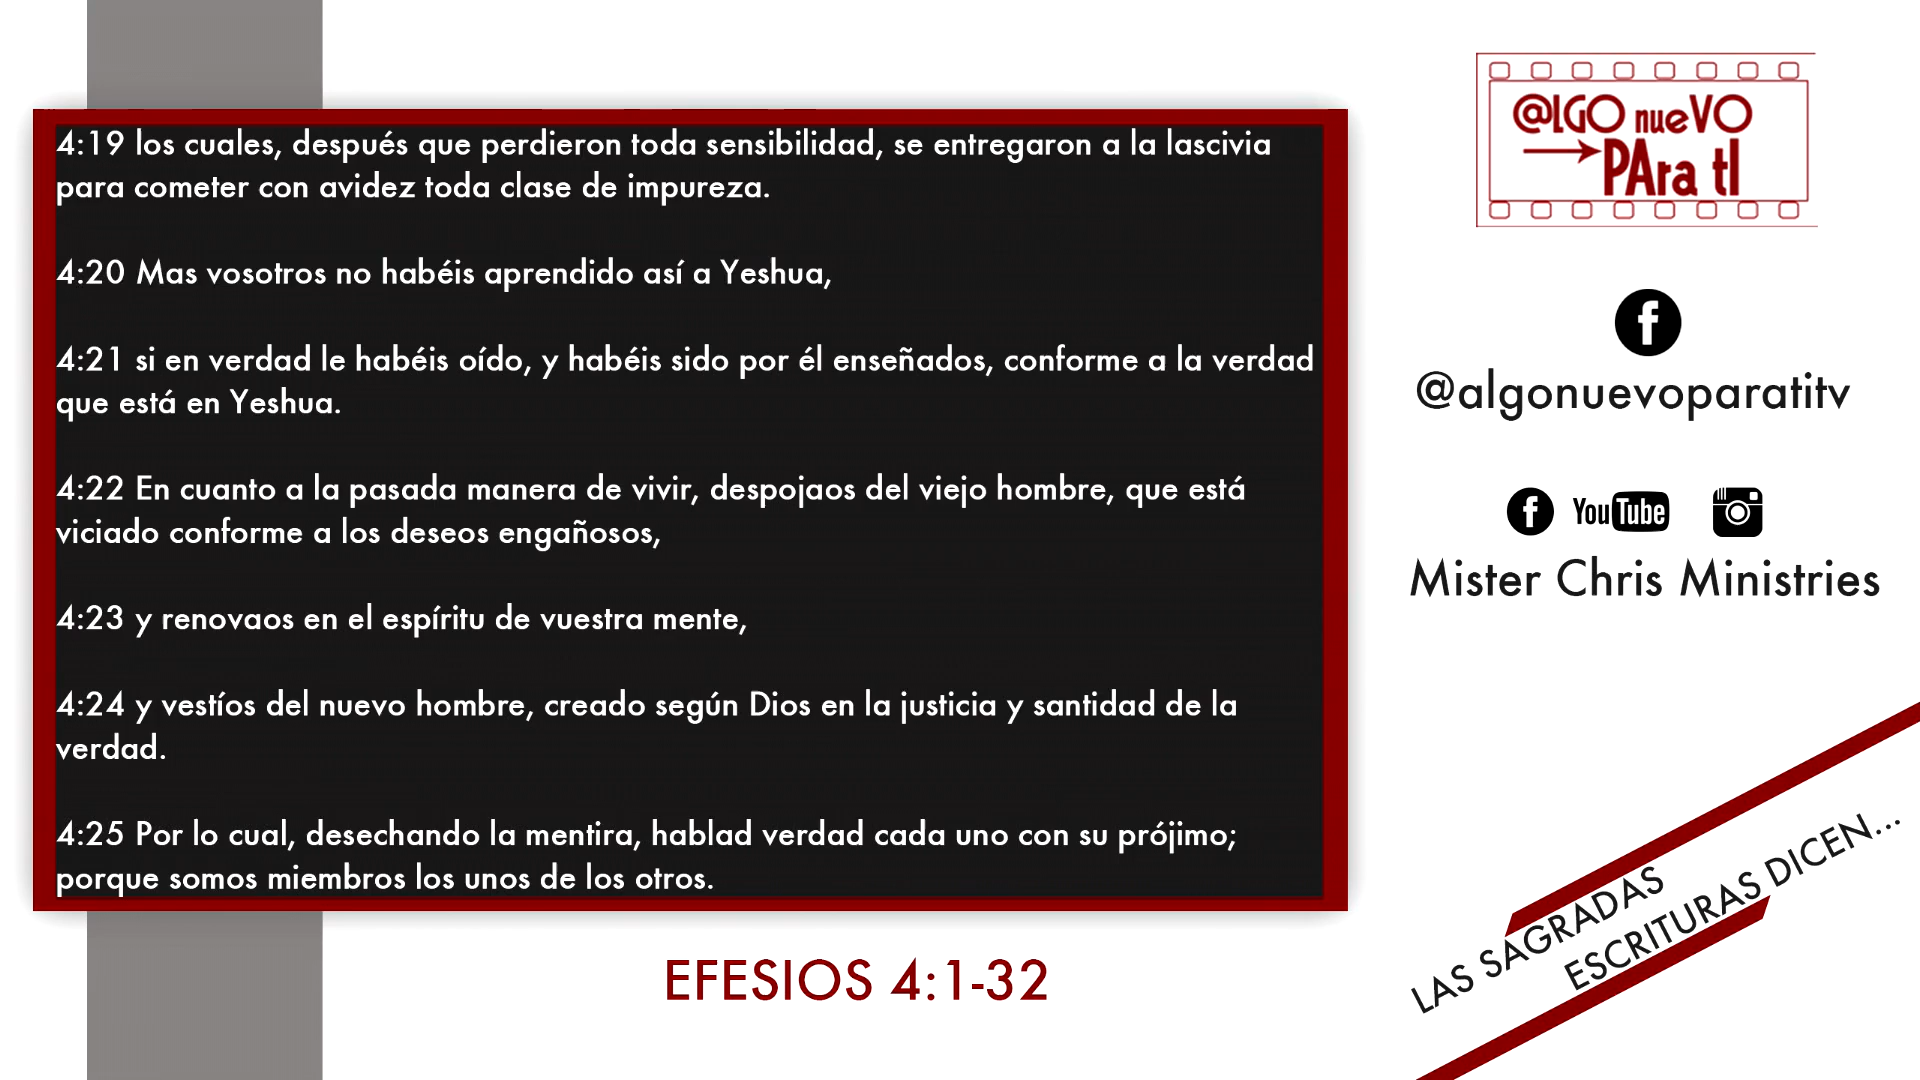 4:19 los cuales, después que perdieron toda sensibilidad, se entregaron a la lascivia
para cometer con avidez toda clase de impureza.
4:20 Mas vosotros no habéis aprendido así a Yeshua,
4:21 si en verdad le habéis oído, y habéis sido por él enseñados, conforme a la verdad
que está en Yeshua.
4:22 En cuanto a la pasada manera de vivir, despojaos del viejo hombre, que está
viciado conforme a los deseos engañosos,
4:23 y renovaos en el espíritu de vuestra mente,
4:24 y vestíos del nuevo hombre, creado según Dios en la justicia y santidad de la
verdad.
4:25 Por lo cual, desechando la mentira, hablad verdad cada uno con su prójimo;
porque somos miembros los unos de los otros.
EFESIOS 4:1-32
@lGO nueVO
PAra tI
@algonuevoparatitv
YouTube
Mister Chris Ministries
LAS SAGRADAS
ESCRITURAS DICEN...